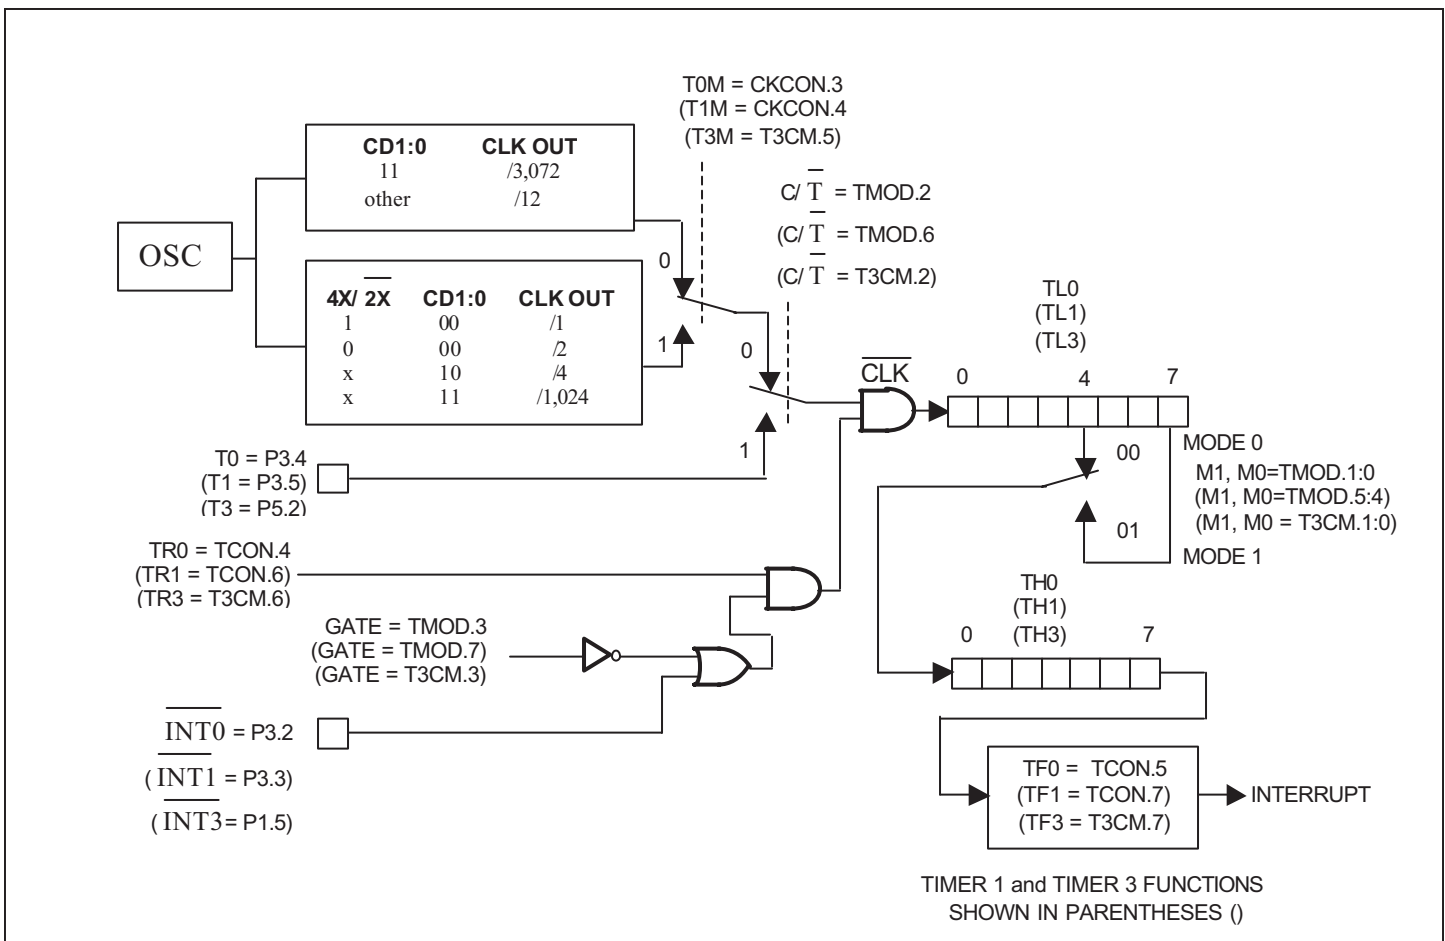 T0M = CKCON.3
(T1M = CKCON.4
(T3M = T3CM.5)
CD1:0 CLK OUT
11 /3,072
other /12
C/ T̅ = TMOD.2
(C/ T̅ = TMOD.6
(C/ T̅ = T3CM.2)
OSC
0
4X/ 2̅X̅ CD1:0 CLK OUT
1 00 /1
0 00 /2
x 10 /4
x 11 /1,024
1
0
1
C̅L̅K̅
TL0
(TL1)
(TL3)
0 4 7
T0 = P3.4
(T1 = P3.5)
(T3 = P5.2)
00
MODE 0
M1, M0=TMOD.1:0
(M1, M0=TMOD.5:4)
(M1, M0 = T3CM.1:0)
01
MODE 1
TR0 = TCON.4
(TR1 = TCON.6)
(TR3 = T3CM.6)
TH0
(TH1)
(TH3)
0 7
GATE = TMOD.3
(GATE = TMOD.7)
(GATE = T3CM.3)
I̅N̅T̅0̅ = P3.2
( I̅N̅T̅1̅ = P3.3)
( I̅N̅T̅3̅ = P1.5)
TF0 = TCON.5
(TF1 = TCON.7)
(TF3 = T3CM.7)
INTERRUPT
TIMER 1 and TIMER 3 FUNCTIONS
SHOWN IN PARENTHESES ()